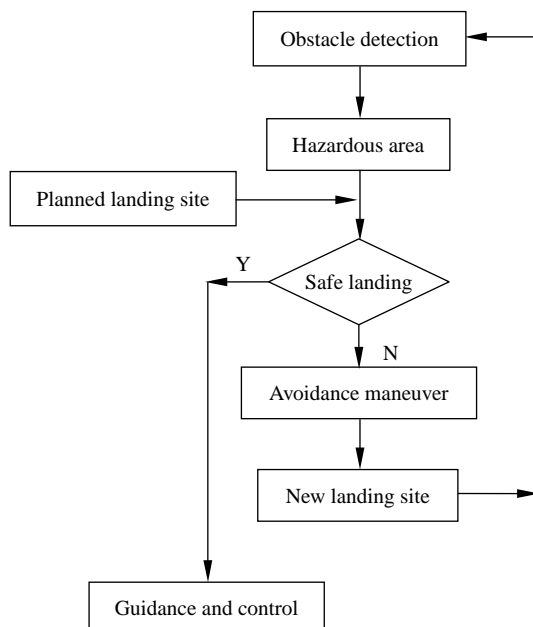 Obstacle detection
Hazardous area
Planned landing site
Y
Safe landing
N
Avoidance maneuver
New landing site
Guidance and control